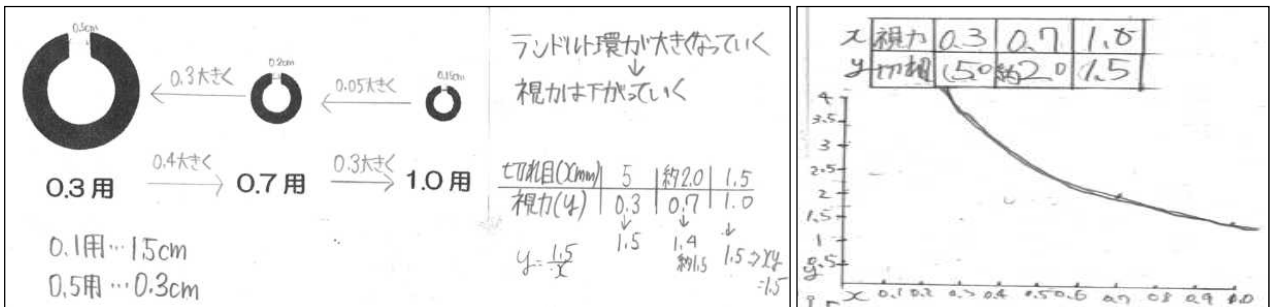 0.5cm
0.2cm
0.15cm
0.3大きく
0.05大きく
0.4大きく
0.3大きく
0.3用
0.7用
1.0用
0.1用…1.5cm
0.5用…0.3cm
ランドルト環が大きくなっていく
↓
視力は下がっていく
切れ目(xmm) 5 約2.0 1.5
視力(y) 0.3 0.7 1.0
↓ ↓ ↓
1.5 1.4 1.5⇒xy
約1.5 =1.5
y=1.5/x
x 視力 0.3 0.7 1.0
y 切れ目 5.0 約2.0 1.5
4
3.5
3
2.5
2
1.5
1
0.5
y
x 0.1 0.2 0.3 0.4 0.5 0.6 0.7 0.8 0.9 1.0